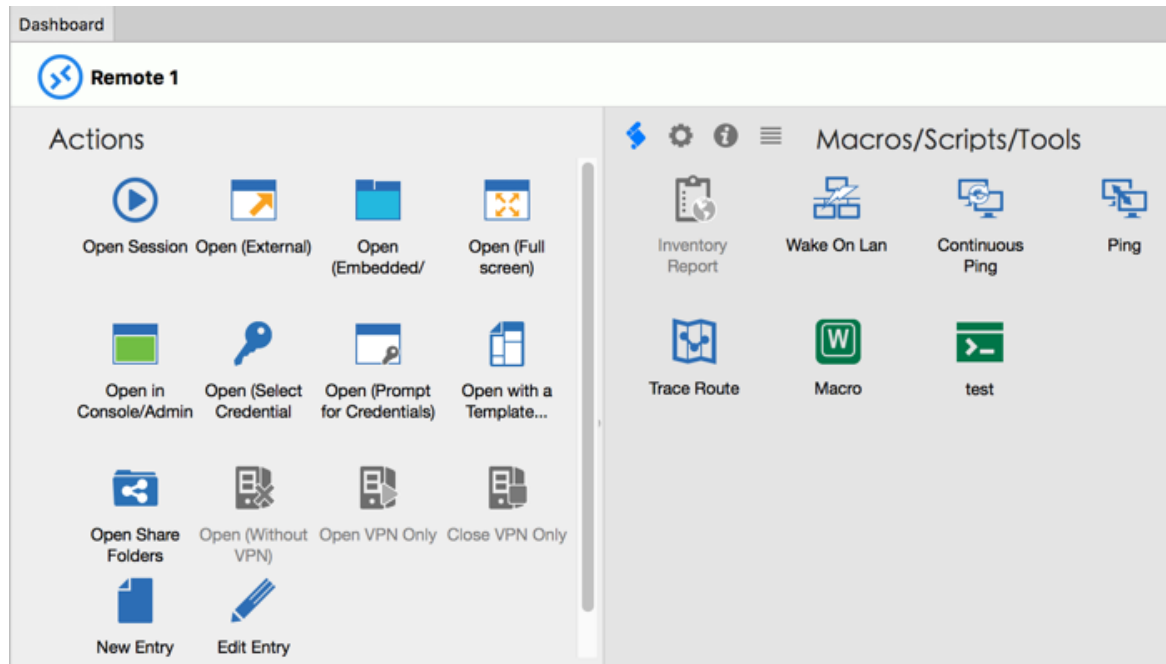 Dashboard
Remote 1
Actions
Open Session
Open (External)
Open
(Embedded/
Open (Full
screen)
Open in
Console/Admin
Open (Select
Credential
Open (Prompt
for Credentials)
Open with a
Template...
Open Share
Folders
Open (Without
VPN)
Open VPN Only
Close VPN Only
New Entry
Edit Entry
Macros/Scripts/Tools
Inventory
Report
Wake On Lan
Continuous
Ping
Ping
Trace Route
W
Macro
test